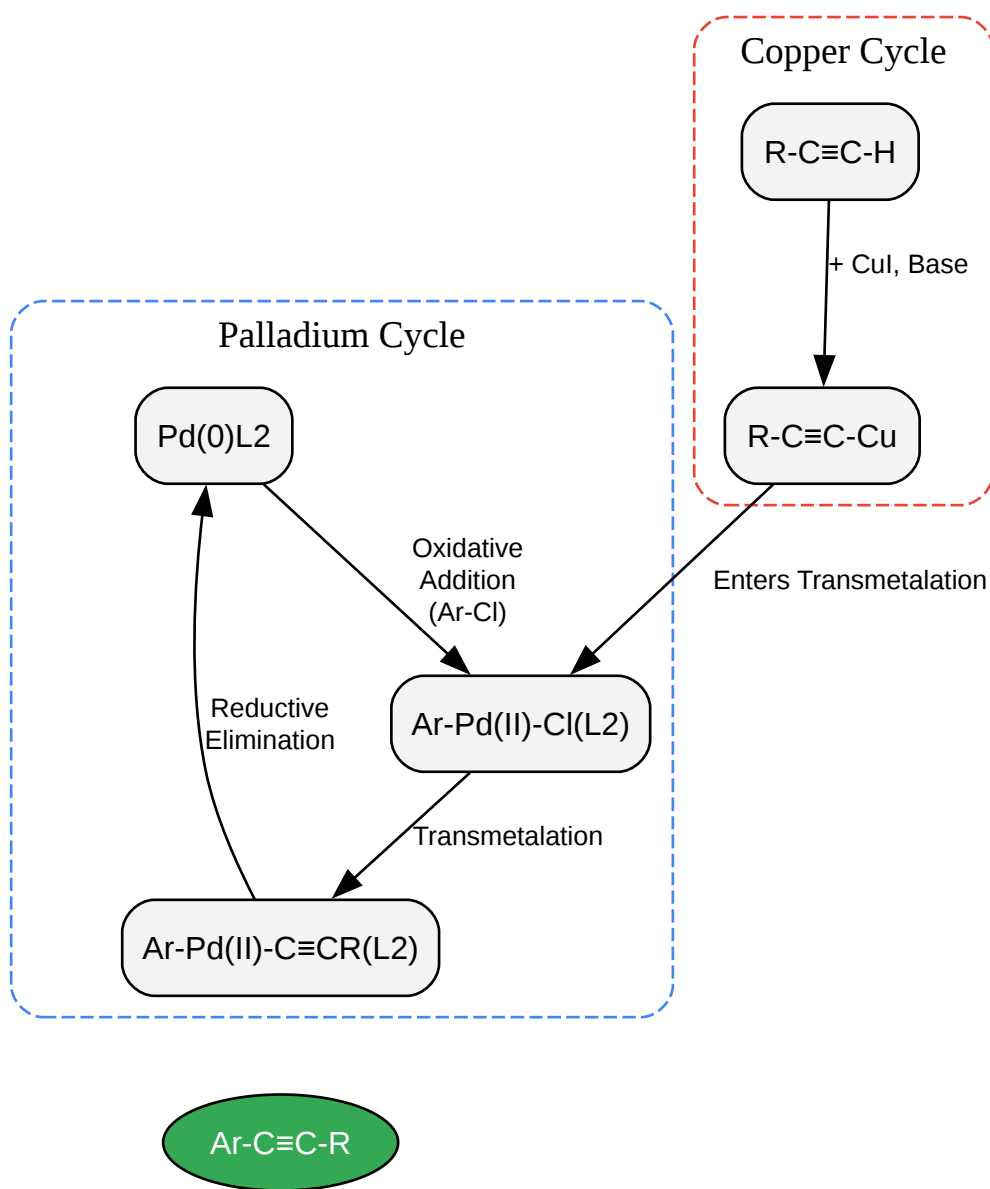 Copper Cycle
R-C≡C-H
+ CuI, Base
Palladium Cycle
Pd(0)L2
R-C≡C-Cu
Oxidative
Addition
(Ar-Cl)
Enters Transmetalation
Reductive
Elimination
Ar-Pd(II)-Cl(L2)
Transmetalation
Ar-Pd(II)-C≡CR(L2)
Ar-C≡C-R